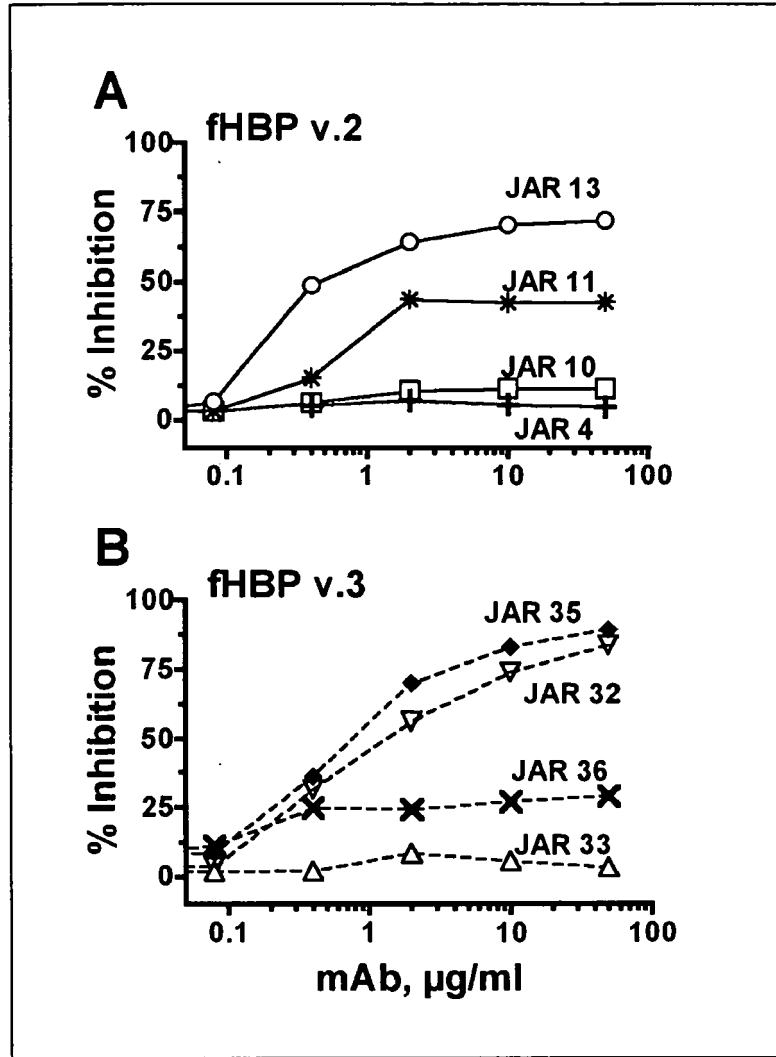 A
fHBP v.2
100
75
50
25
0
% Inhibition
JAR 13
JAR 11
JAR 10
JAR 4
0.1 1 10 100
B
fHBP v.3
100
75
50
25
0
% Inhibition
JAR 35
JAR 32
JAR 36
JAR 33
0.1 1 10 100
mAb, µg/ml